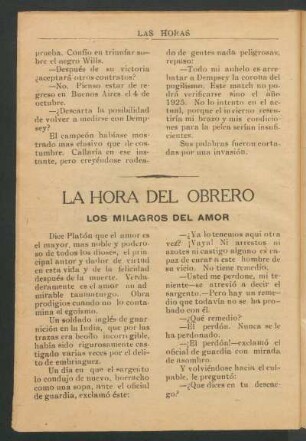 LAS HORAS
prueba. Confío en triunfar sobre el negro Wills.
—Después de su victoria
¿aceptará otros contratos?
—No. Pienso estar de regreso en Buenos Aires el 4 de
octubre.
—¿Descarta la posibilidad
de volver a medirse con Dempsey?
El campeón habíase mostrado mas elusivo que de costumbre. Callaría en ese instante, pero creyéndose rodeado de gentes nada peligrosas,
repuso:
—Todo mi anhelo es arrebatar a Dempsey la corona del
pugilismo. Este match no podrá verificarse sino el año
1925. No lo intento en el actual, porque el invierno resentiría mi brazo y mis condiciones
para la pelea serían insuficientes.
Sus palabras fueron cortadas por una invasión.
LA HORA DEL OBRERO
LOS MILAGROS DEL AMOR
Dice Platón que el amor es
el mayor, mas noble y poderoso de todos los dioses, el principal autor y dador de virtud
en esta vida y de la felicidad
después de la muerte. Verdaderamente es el amor un admirable taumaturgo. Obra
prodigios cuando no lo contamina el egoísmo.
Un soldado inglés de guarnición en la India, que por las
trazas era beodo incorregible,
había sido rigurosamente castigado varias veces por el delito de embriaguez.
Un día en que el sargento
lo condujo de nuevo, borracho
como una sopa, ante el oficial
de guardia, exclamó éste:
—¿Ya lo tenemos aquí otra
vez? ¡Vaya! Ni arrestos ni
azotes ni castigo alguno es capaz de curar a este hombre de
su vicio. No tiene remedio.
—Usted me perdone, mi teniente—se atrevió a decir el
sargento.—Pero hay un remedio que todavía no se ha probado con él.
—¿Qué remedio?
—El perdón. Nunca se le
ha perdonado.
—¡El perdón!—exclamó el
oficial de guardia con mirada
de asombro.
Y volviéndose hacia el culpable, le preguntó:
—¿Que dices en tu descargo?